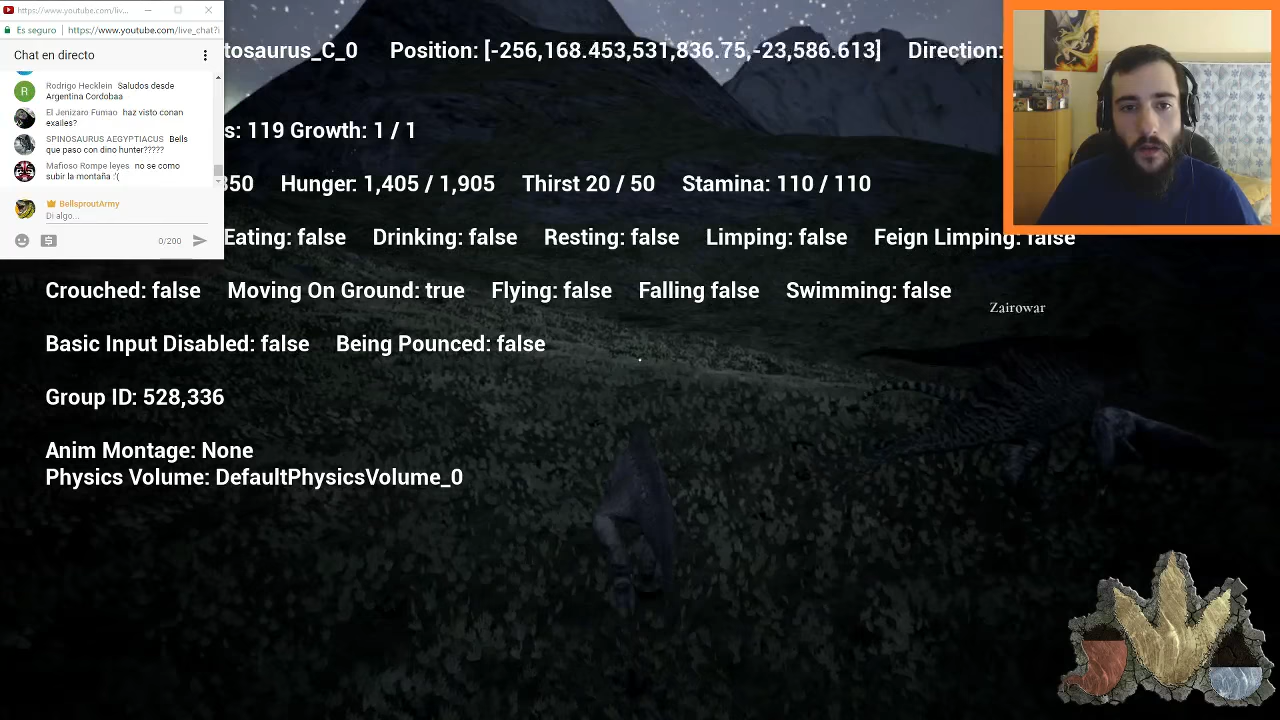 https://www.youtube.com/liv...
Es seguro https://www.youtube.com/live_chat?i
Chat en directo
Rodrigo Hecklein Saludos desde
Argentina Cordobaa
El Jenizaro Fumao haz visto conan
exailes?
SPINOSAURUS AEGYPTIACUS Bells
que paso con dino hunter?????
Mafioso Rompe leyes no se como
subir la montaña :'(
BellsproutArmy
Di algo...
0/200
tosaurus_C_0 Position: [-256,168.453,531,836.75,-23,586.613] Direction:
s: 119 Growth: 1 / 1
350 Hunger: 1,405 / 1,905 Thirst 20 / 50 Stamina: 110 / 110
Eating: false Drinking: false Resting: false Limping: false Feign Limping: false
Crouched: false Moving On Ground: true Flying: false Falling false Swimming: false
Zairowar
Basic Input Disabled: false Being Pounced: false
Group ID: 528,336
Anim Montage: None
Physics Volume: DefaultPhysicsVolume_0